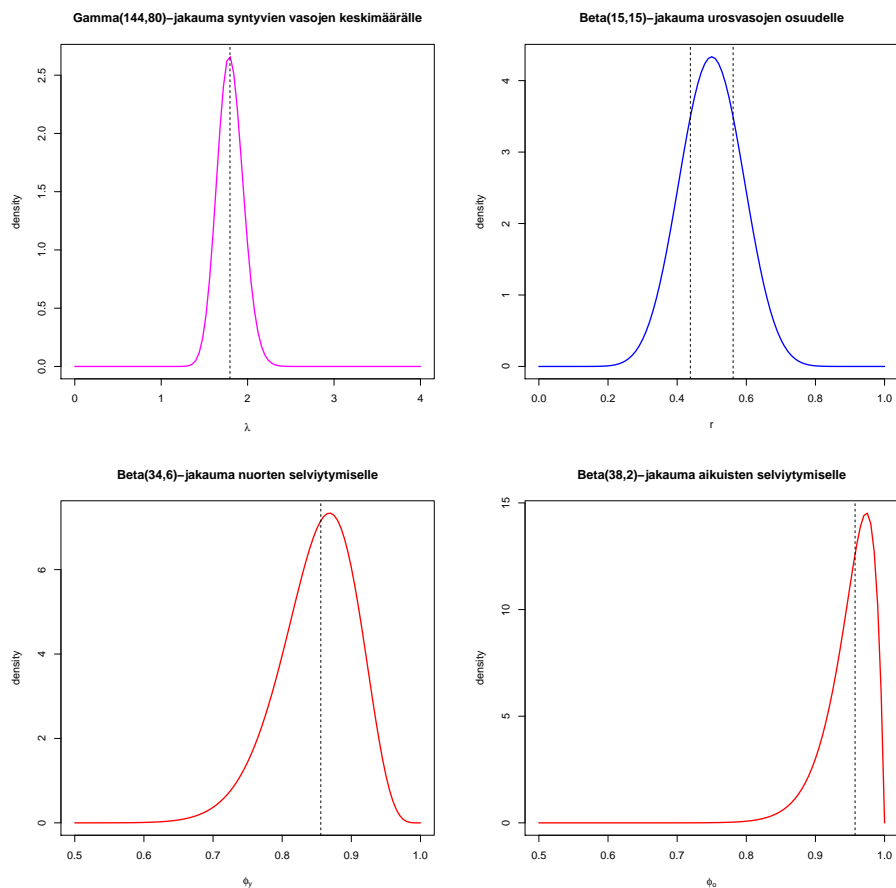 Gamma(144,80)−jakauma syntyvien vasojen keskimäärälle
density
0.0 0.5 1.0 1.5 2.0 2.5
0 1 2 3 4
λ
Beta(15,15)−jakauma urosvasojen osuudelle
density
0 1 2 3 4
0.0 0.2 0.4 0.6 0.8 1.0
r
Beta(34,6)−jakauma nuorten selviytymiselle
density
0 2 4 6
0.5 0.6 0.7 0.8 0.9 1.0
ϕy
Beta(38,2)−jakauma aikuisten selviytymiselle
density
0 5 10 15
0.5 0.6 0.7 0.8 0.9 1.0
ϕo